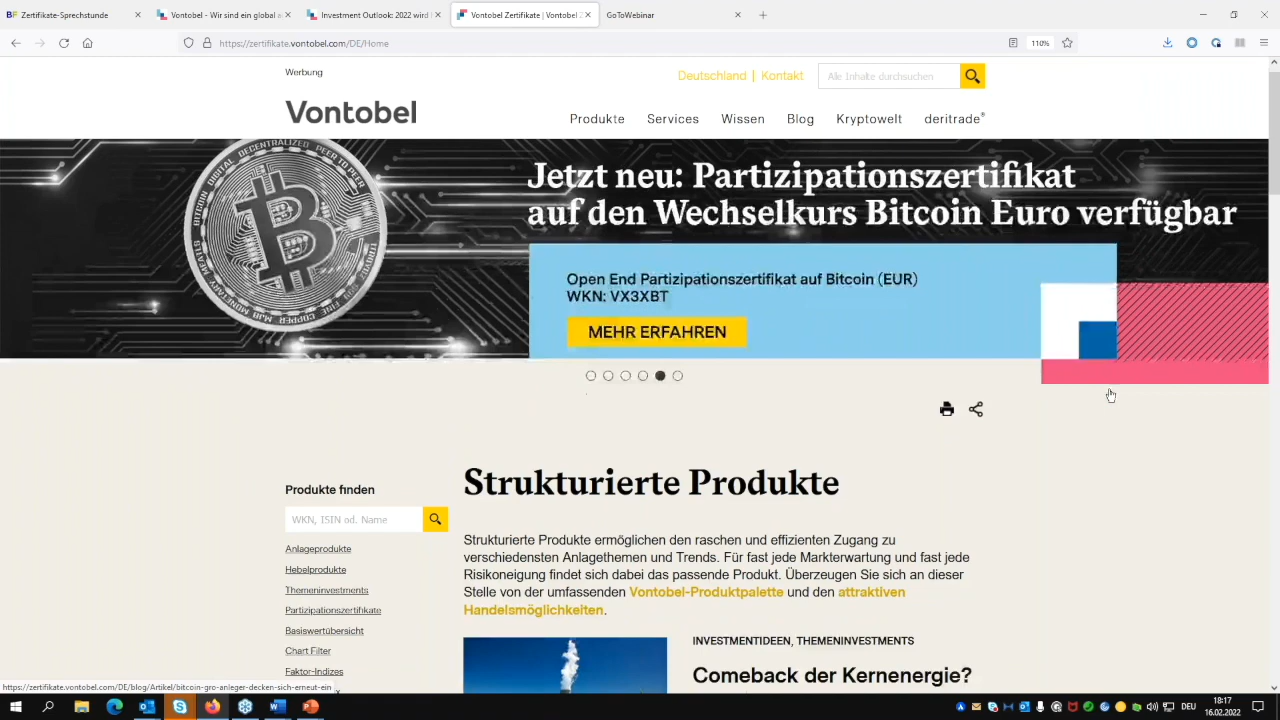 Zertifikate-Sprechstunde
Vontobel - Wir sind ein global a
Investment Outlook: 2022 wird
Vontobel Zertifikate | Vontobel
GoToWebinar
https://zertifikate.vontobel.com/DE/Home
110%
Werbung
Deutschland | Kontakt
Alle Inhalte durchsuchen
Vontobel
Produkte Services Wissen Blog Kryptowelt deritrade®
Jetzt neu: Partizipationszertifikat
auf den Wechselkurs Bitcoin Euro verfügbar
Open End Partizipationszertifikat auf Bitcoin (EUR)
WKN: VX3XBT
MEHR ERFAHREN
Strukturierte Produkte
Produkte finden
WKN, ISIN od. Name
Anlageprodukte
Hebelprodukte
Themeninvestments
Partizipationszertifikate
Basiswertübersicht
Chart Filter
Faktor-Indizes
Strukturierte Produkte ermöglichen den raschen und effizienten Zugang zu
verschiedensten Anlagethemen und Trends. Für fast jede Markterwartung und fast jede
Risikoneigung findet sich dabei das passende Produkt. Überzeugen Sie sich an dieser
Stelle von der umfassenden Vontobel-Produktpalette und den attraktiven
Handelsmöglichkeiten.
INVESTMENTIDEEN, THEMENINVESTMENTS
Comeback der Kernenergie?
https://zertifikate.vontobel.com/DE/blog/Artikel/bitcoin-gro-anleger-decken-sich-erneut-ein
DEU
18:17
16.02.2022